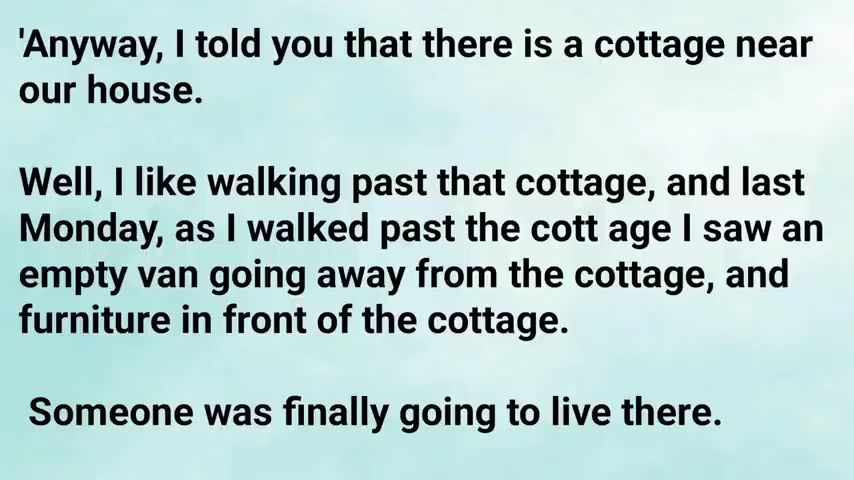 'Anyway, I told you that there is a cottage near
our house.
Well, I like walking past that cottage, and last
Monday, as I walked past the cott age I saw an
empty van going away from the cottage, and
furniture in front of the cottage.
Someone was finally going to live there.